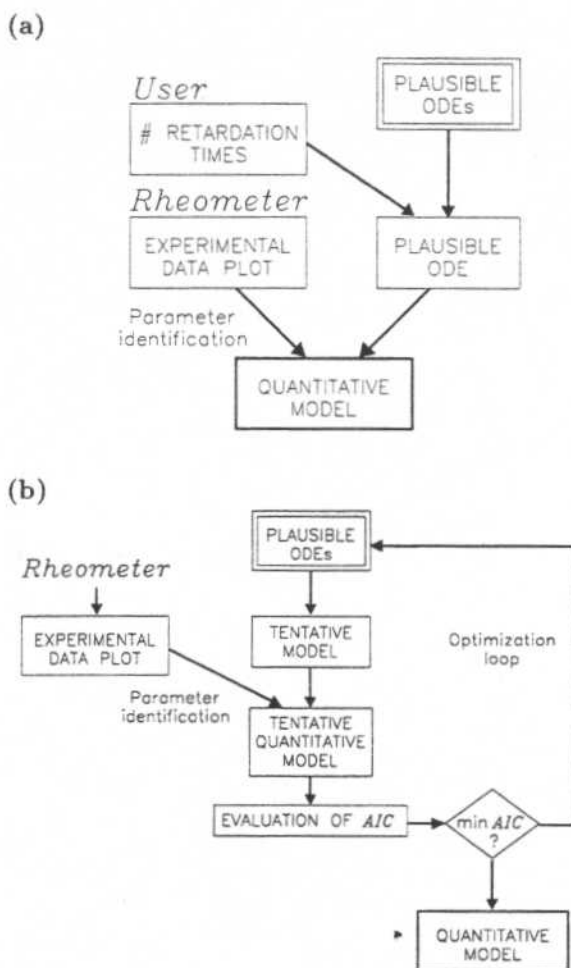 (a)
User
# RETARDATION
TIMES
PLAUSIBLE
ODEs
Rheometer
EXPERIMENTAL
DATA PLOT
PLAUSIBLE
ODE
Parameter
identification
QUANTITATIVE
MODEL
(b)
PLAUSIBLE
ODEs
Rheometer
EXPERIMENTAL
DATA PLOT
TENTATIVE
MODEL
Optimization
loop
Parameter
identification
TENTATIVE
QUANTITATIVE
MODEL
EVALUATION OF AIC
min AIC
?
QUANTITATIVE
MODEL